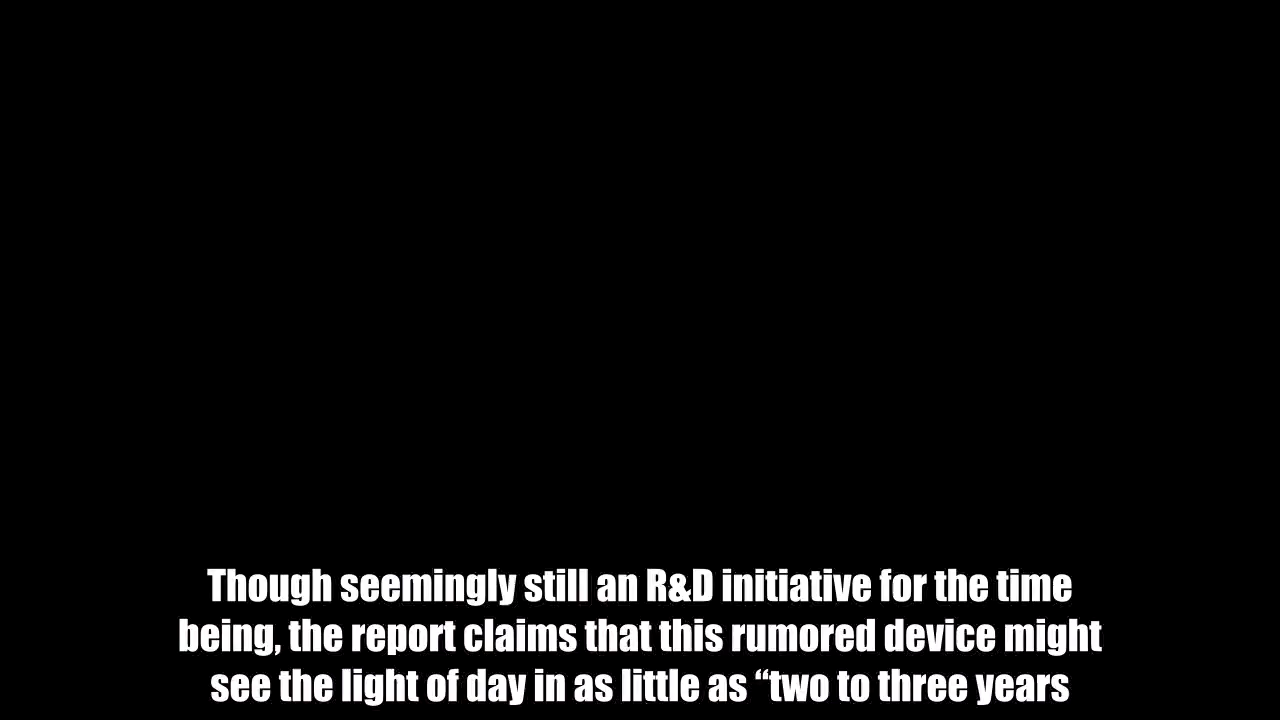 Though seemingly still an R&D initiative for the time
being, the report claims that this rumored device might
see the light of day in as little as “two to three years